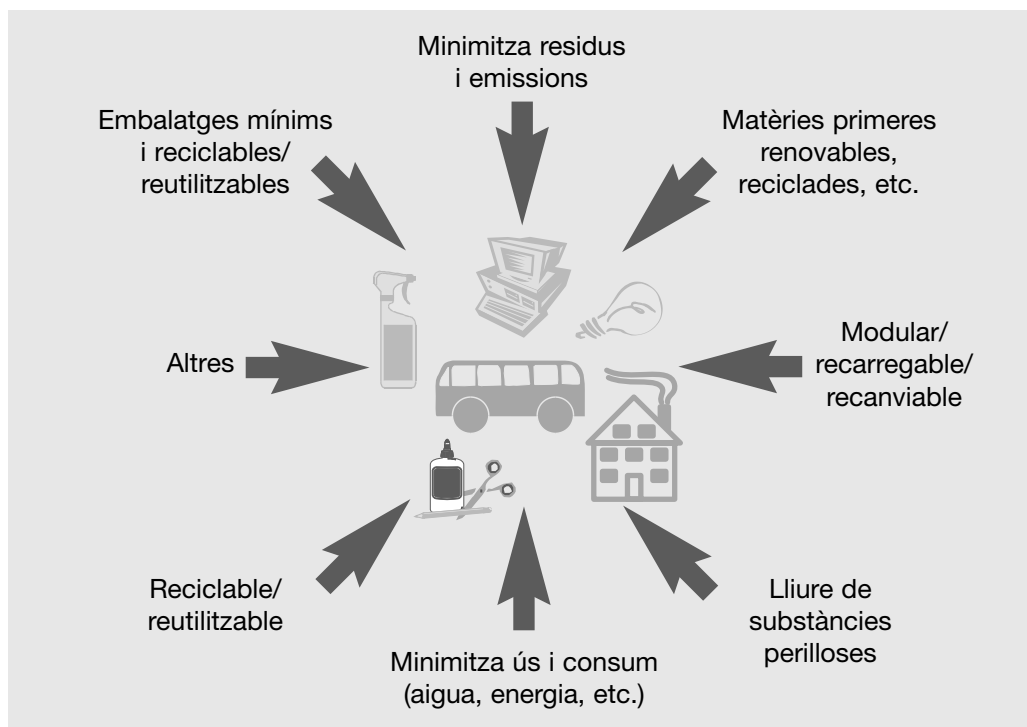 Minimitza residus
i emissions
Embalatges mínims
i reciclables/
reutilitzables
Matèries primeres
renovables,
reciclades, etc.
Altres
Modular/
recarregable/
recanviable
Reciclable/
reutilitzable
Lliure de
substàncies
perilloses
Minimitza ús i consum
(aigua, energia, etc.)